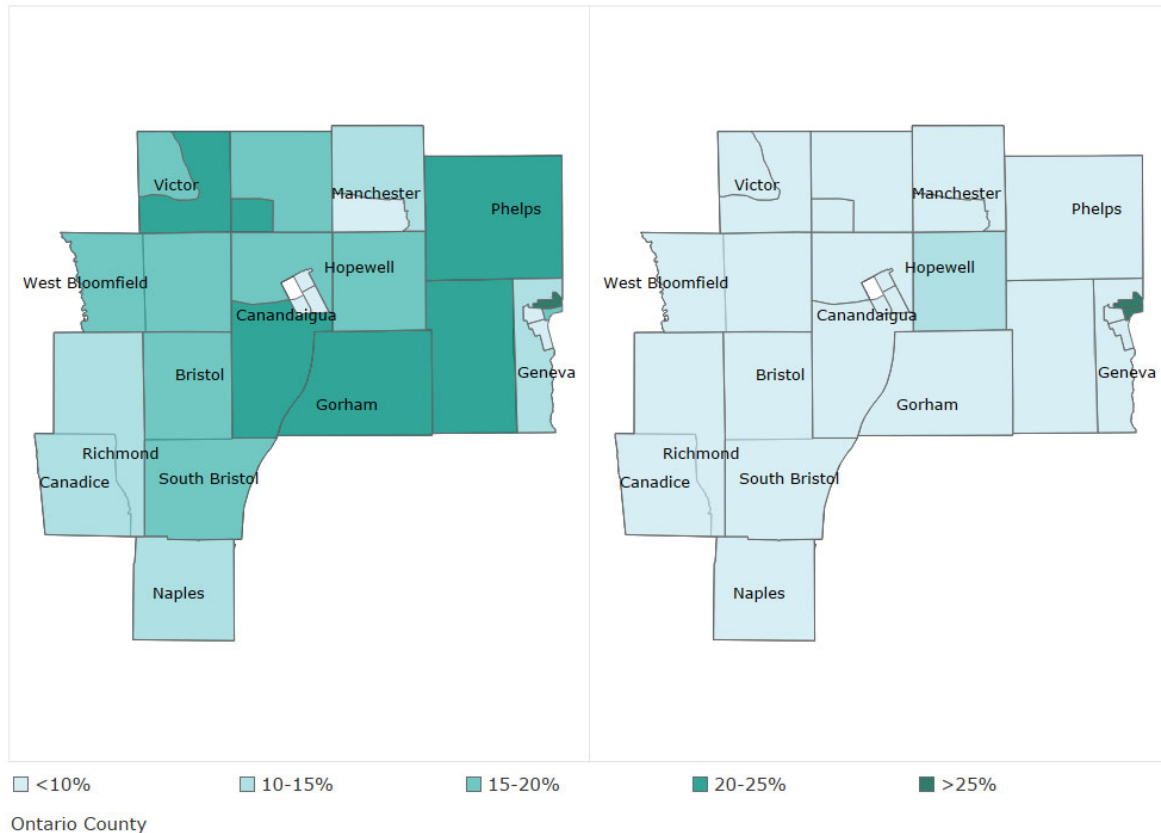 Victor
Manchester
Phelps
West Bloomfield
Hopewell
Canandaigua
Bristol
Gorham
Geneva
Richmond
Canadice
South Bristol
Naples
Victor
Manchester
Phelps
West Bloomfield
Hopewell
Canandaigua
Bristol
Gorham
Geneva
Richmond
Canadice
South Bristol
Naples
<10% 10-15% 15-20% 20-25% >25%
Ontario County